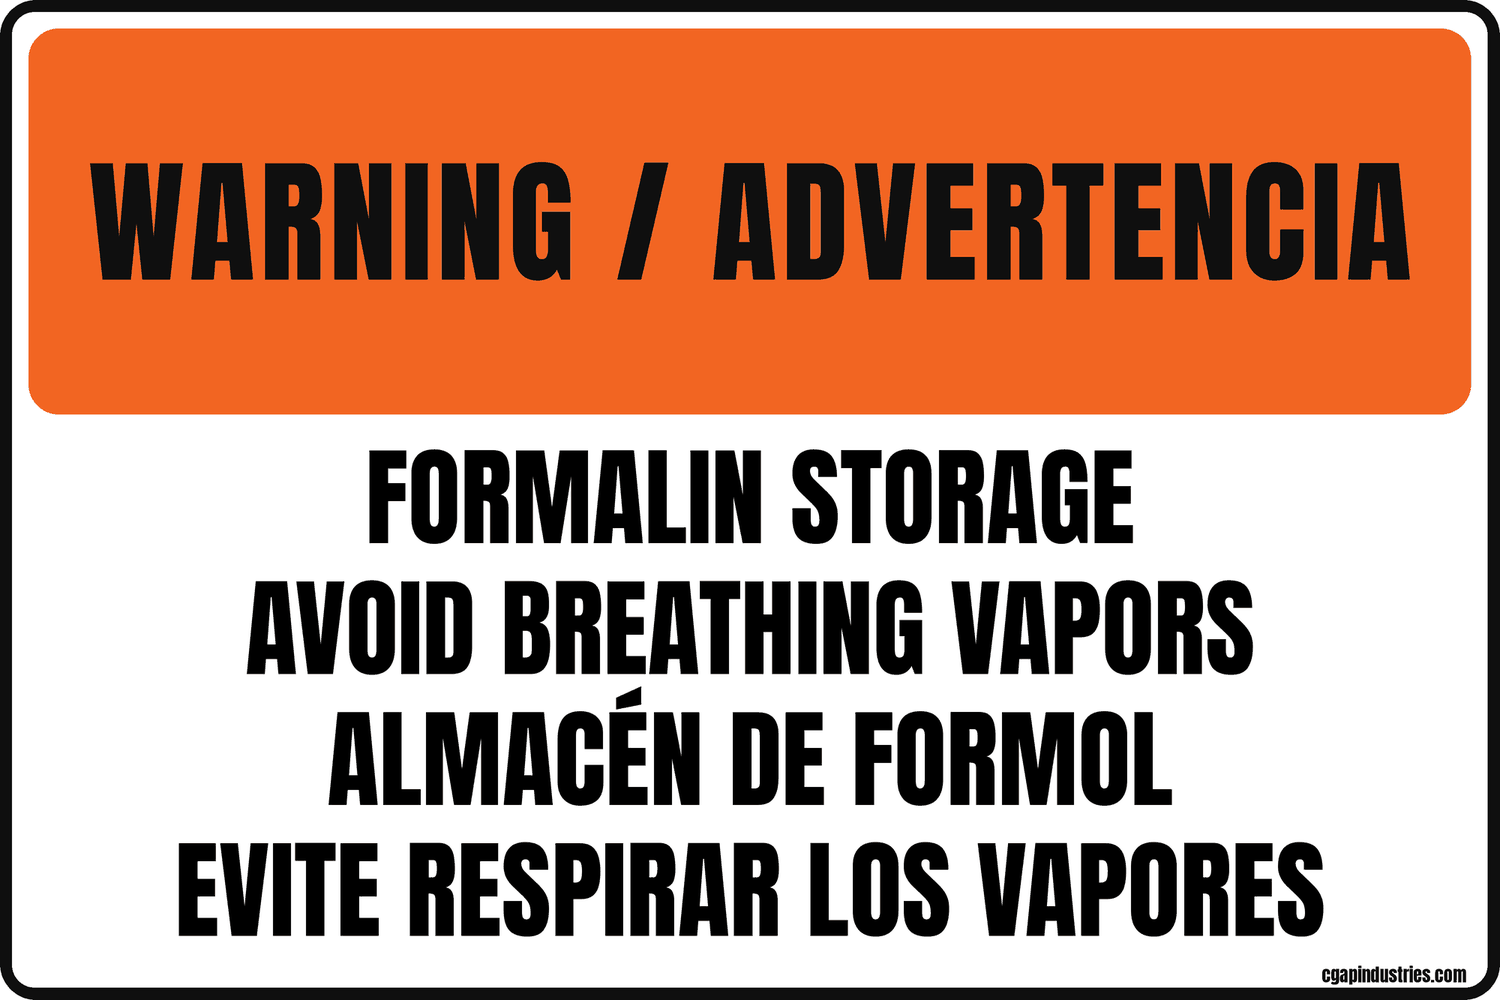 WARNING / ADVERTENCIA
FORMALIN STORAGE
AVOID BREATHING VAPORS
ALMACÉN DE FORMOL
EVITE RESPIRAR LOS VAPORES
cgapindustries.com